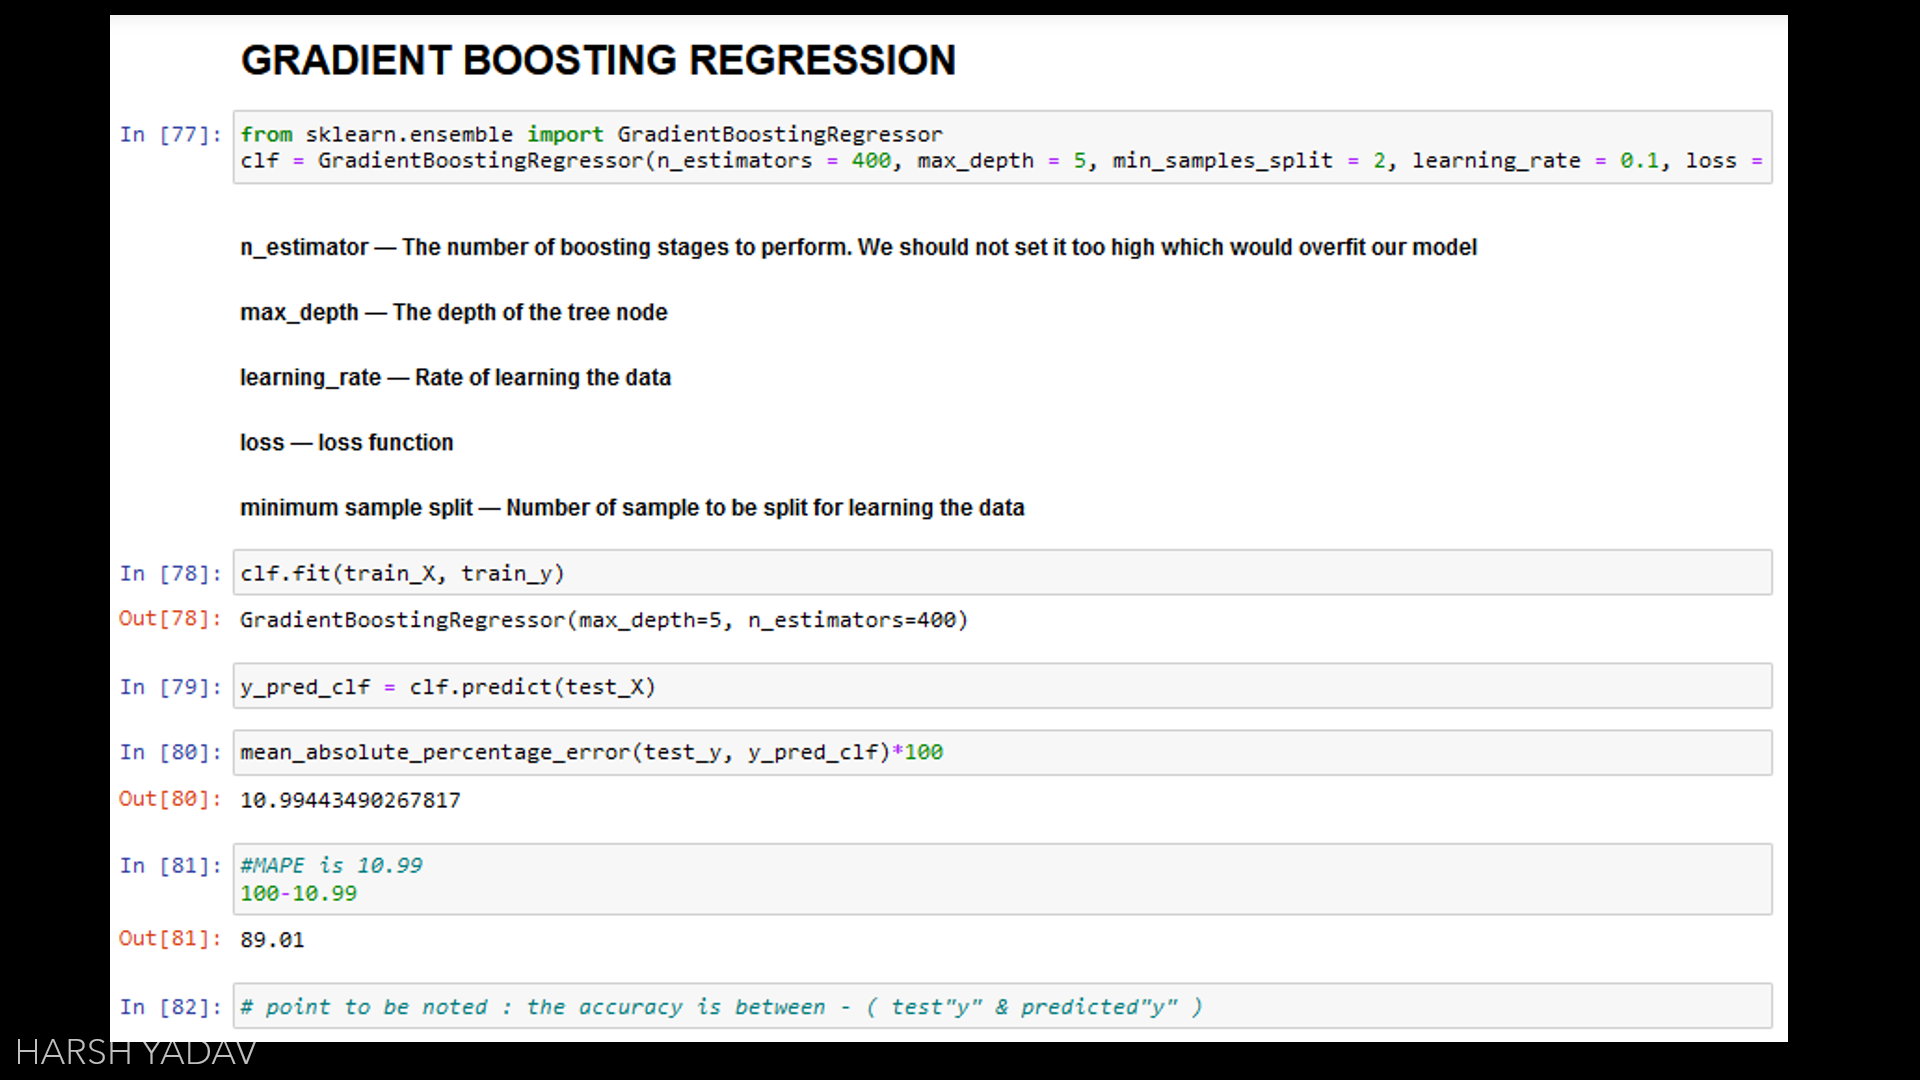 GRADIENT BOOSTING REGRESSION
In [77]: from sklearn.ensemble import GradientBoostingRegressor
clf = GradientBoostingRegressor(n_estimators = 400, max_depth = 5, min_samples_split = 2, learning_rate = 0.1, loss =
n_estimator — The number of boosting stages to perform. We should not set it too high which would overfit our model
max_depth — The depth of the tree node
learning_rate — Rate of learning the data
loss — loss function
minimum sample split — Number of sample to be split for learning the data
In [78]: clf.fit(train_X, train_y)
Out[78]: GradientBoostingRegressor(max_depth=5, n_estimators=400)
In [79]: y_pred_clf = clf.predict(test_X)
In [80]: mean_absolute_percentage_error(test_y, y_pred_clf)*100
Out[80]: 10.99443490267817
In [81]: #MAPE is 10.99
100-10.99
Out[81]: 89.01
In [82]: # point to be noted : the accuracy is between - ( test"y" & predicted"y" )
HARSH YADAV